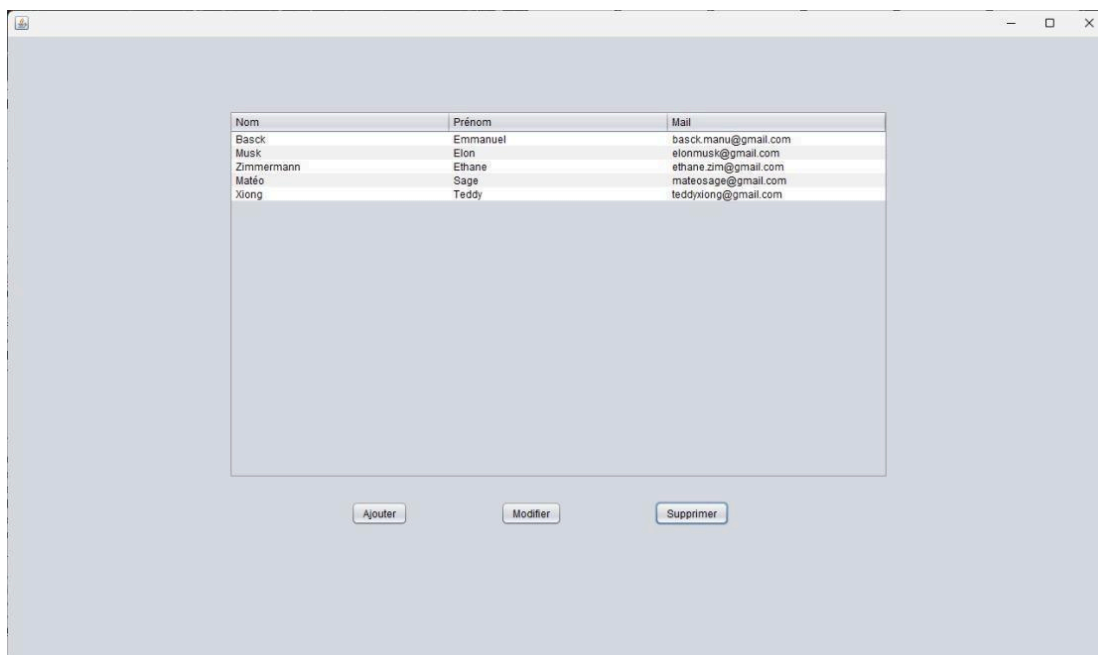 Nom Prénom Mail
Basck Emmanuel basck.manu@gmail.com
Musk Elon elonmusk@gmail.com
Zimmermann Ethane ethane.zim@gmail.com
Matéo Sage mateosage@gmail.com
Xiong Teddy teddyxiong@gmail.com
Ajouter Modifier Supprimer